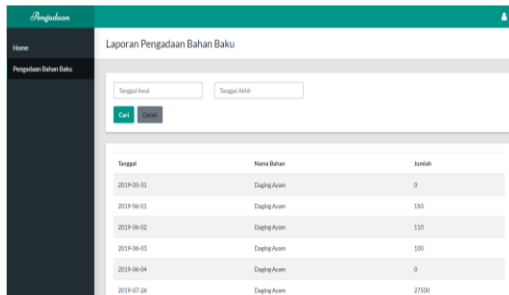 Pengadaan
Home
Laporan Pengadaan Bahan Baku
Pengadaan Bahan Baku
Tanggal Awal Tanggal Akhir
Cari Cetak
Tanggal Nama Bahan Jumlah
2019-05-31 Daging Ayam 0
2019-06-01 Daging Ayam 130
2019-06-02 Daging Ayam 110
2019-06-03 Daging Ayam 100
2019-06-04 Daging Ayam 0
2019-07-26 Daging Ayam 27500